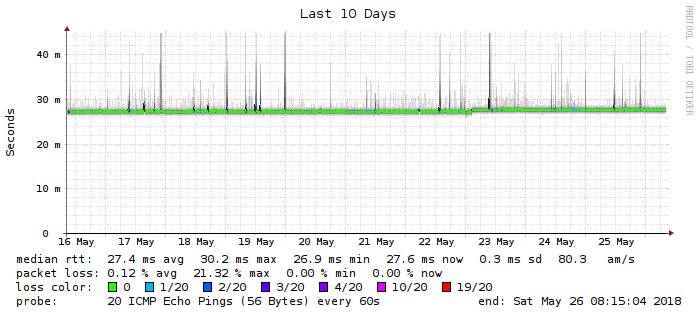 Last 10 Days
RRDTOOL / TOBI OETIKER
Seconds
40 m
30 m
20 m
10 m
0
16 May 17 May 18 May 19 May 20 May 21 May 22 May 23 May 24 May 25 May
median rtt: 27.4 ms avg 30.2 ms max 26.9 ms min 27.6 ms now 0.3 ms sd 80.3 am/s
packet loss: 0.12 % avg 21.32 % max 0.00 % min 0.00 % now
loss color: 0 1/20 2/20 3/20 4/20 10/20 19/20
probe: 20 ICMP Echo Pings (56 Bytes) every 60s end: Sat May 26 08:15:04 2018